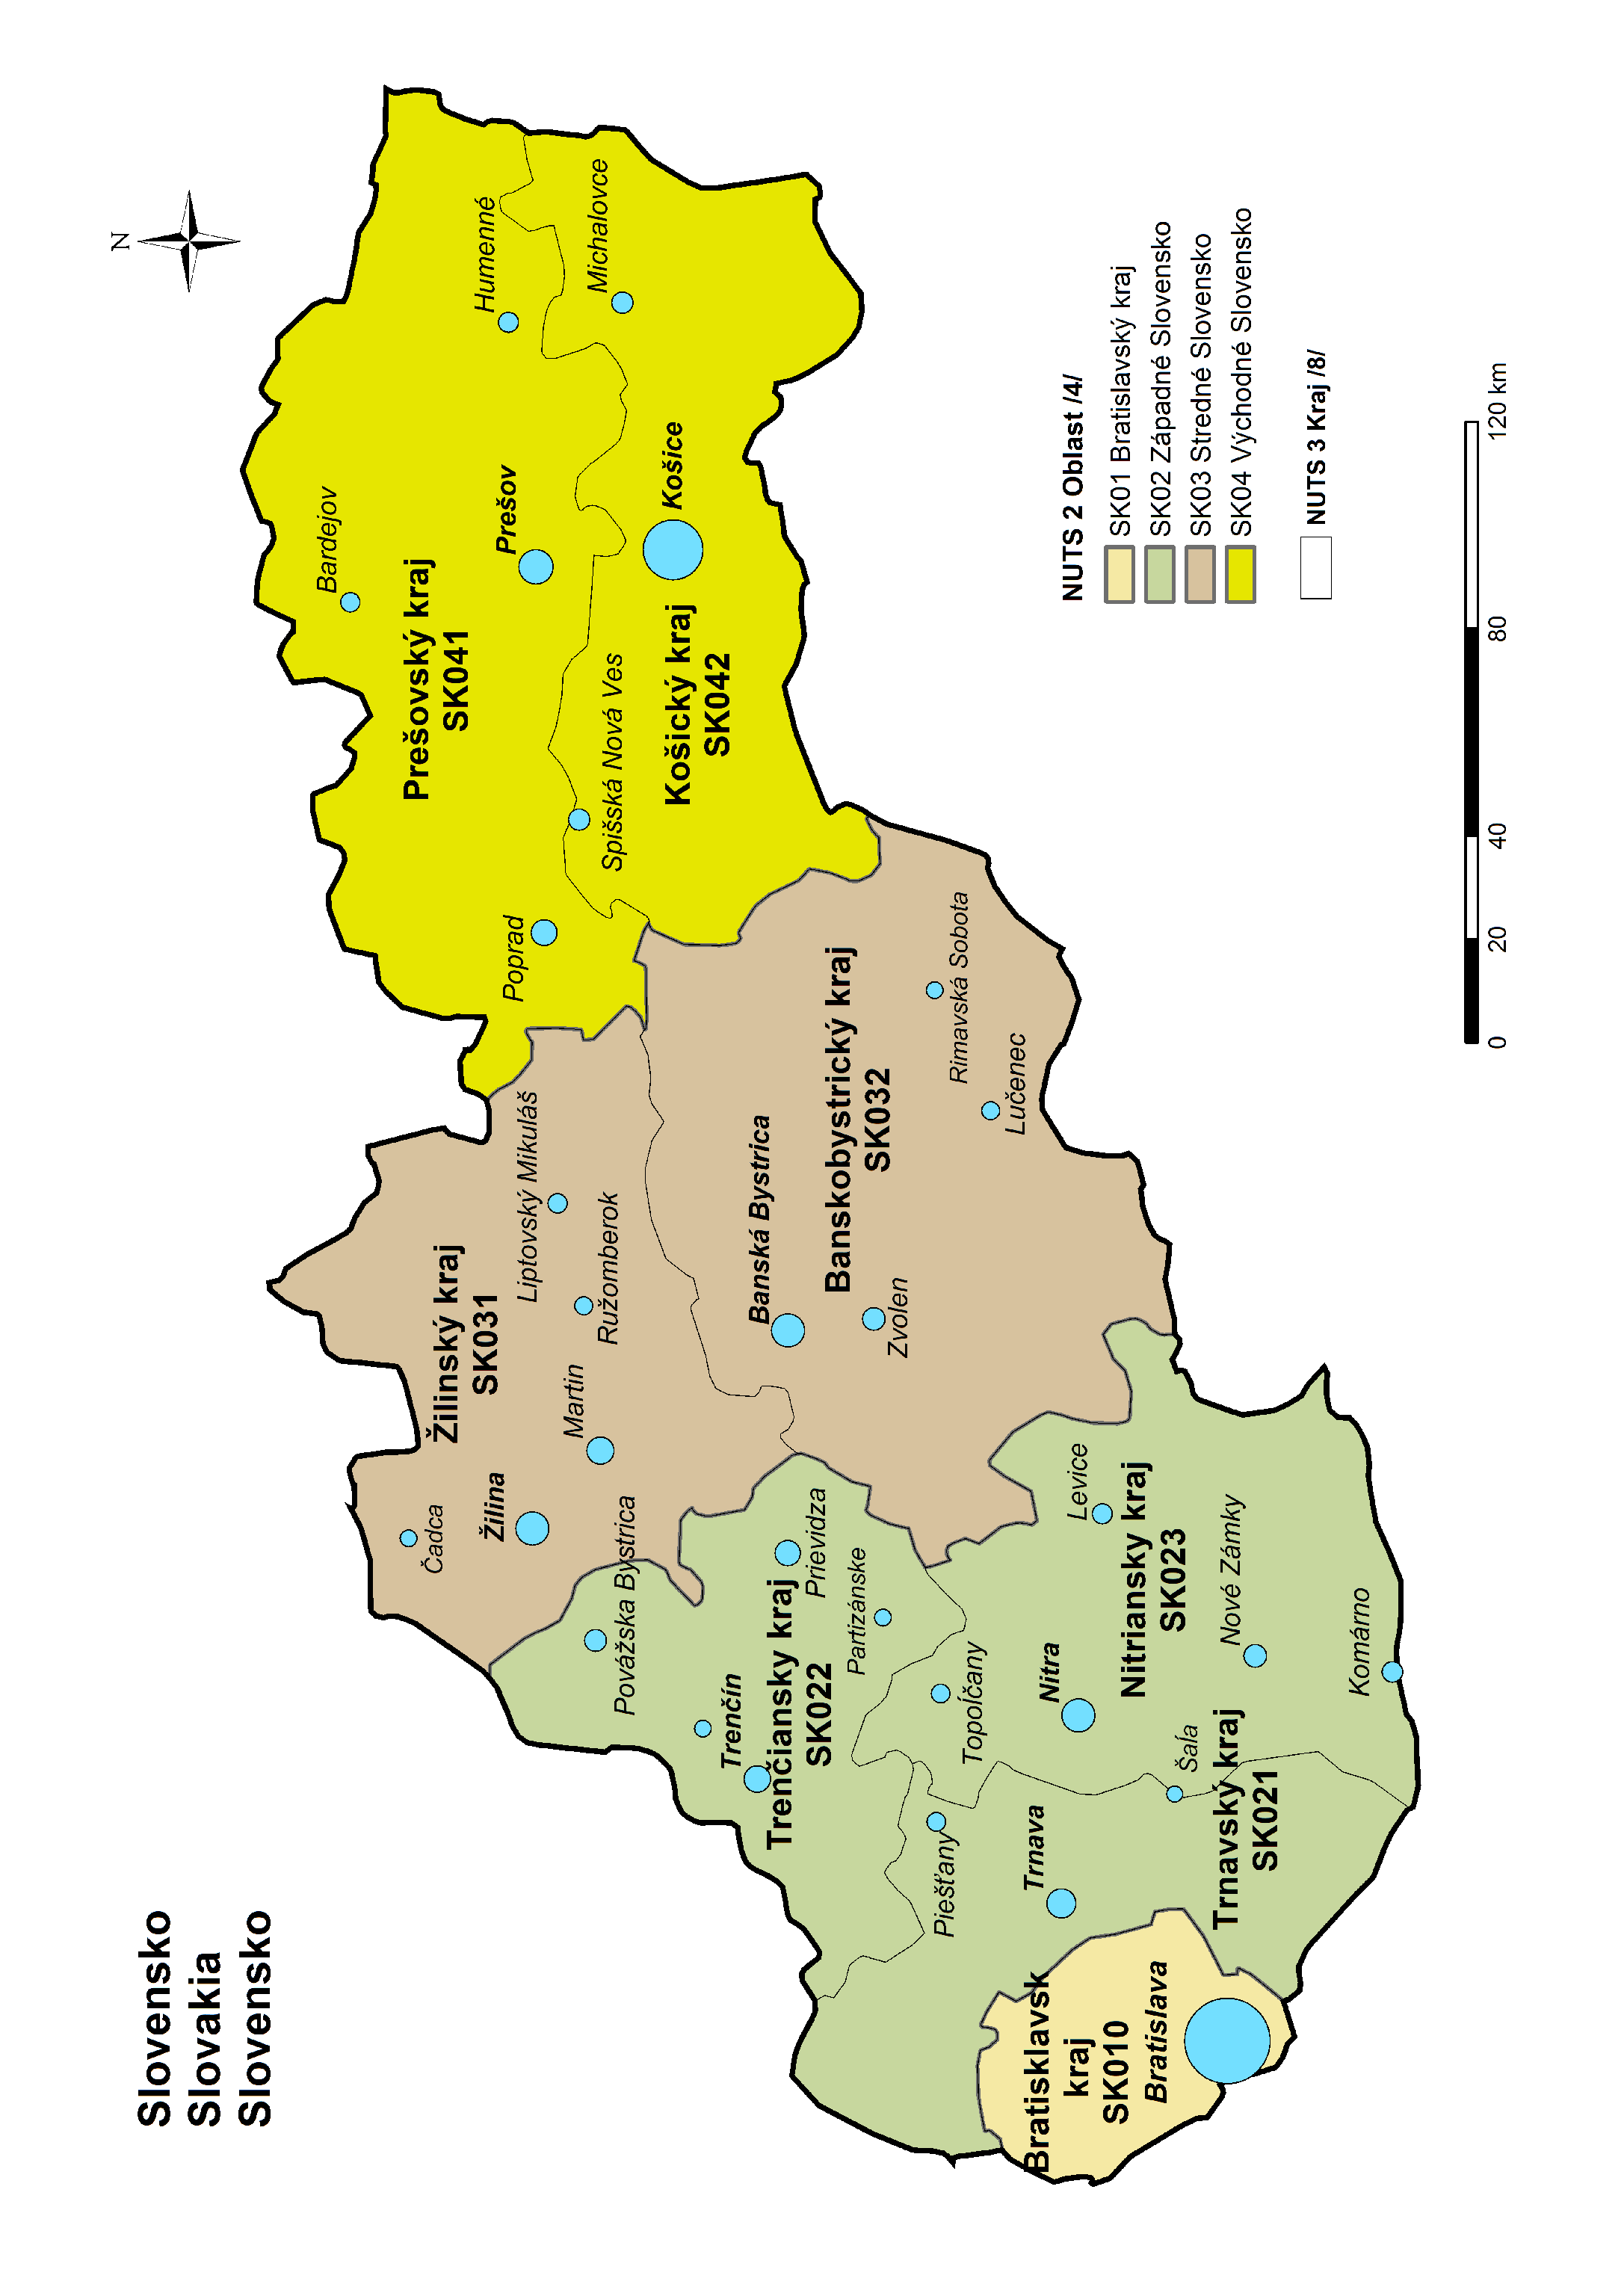 Slovensko
Slovakia
Slovensko
N
Bardejov
Humenné
Michalovce
Prešov
Košice
Prešovský kraj
SK041
Spišská Nová Ves
Košický kraj
SK042
Poprad
Liptovský Mikuláš
Ružomberok
Žilinský kraj
SK031
Martin
Žilina
Čadca
Banská Bystrica
Banskobystrický kraj
SK032
Zvolen
Rimavská Sobota
Lučenec
Považska Bystrica
Prievidza
Partizánske
Trenčín
Trenčiansky kraj
SK022
Topoľčany
Nitra
Levice
Nitriansky kraj
SK023
Nové Zámky
Komárno
Šaľa
Piešťany
Trnava
Trnavský kraj
SK021
Bratisklavsk
kraj
SK010
Bratislava
NUTS 2 Oblast /4/
SK01 Bratislavský kraj
SK02 Západné Slovensko
SK03 Stredné Slovensko
SK04 Východné Slovensko
NUTS 3 Kraj /8/
0 20 40 80 120 km